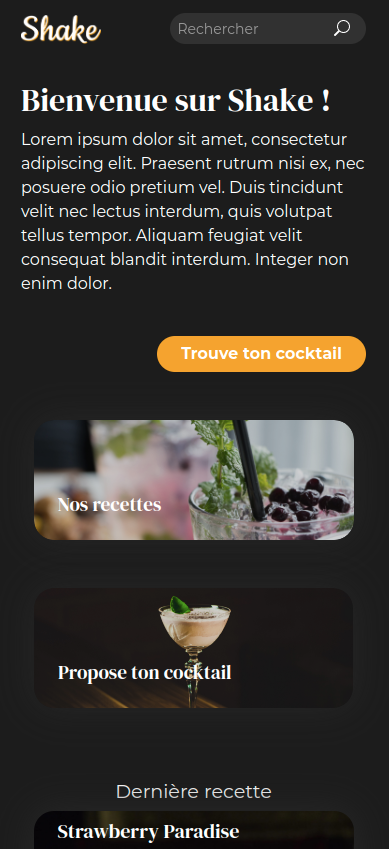 Shake
Rechercher
Bienvenue sur Shake !
Lorem ipsum dolor sit amet, consectetur
adipiscing elit. Praesent rutrum nisi ex, nec
posuere odio pretium vel. Duis tincidunt
velit nec lectus interdum, quis volutpat
tellus tempor. Aliquam feugiat velit
consequat blandit interdum. Integer non
enim dolor.
Trouve ton cocktail
Nos recettes
Propose ton cocktail
Dernière recette
Strawberry Paradise